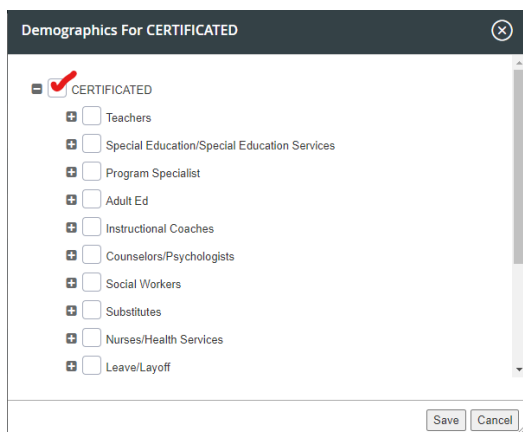 Demographics For CERTIFICATED
CERTIFICATED
Teachers
Special Education/Special Education Services
Program Specialist
Adult Ed
Instructional Coaches
Counselors/Psychologists
Social Workers
Substitutes
Nurses/Health Services
Leave/Layoff
Save Cancel